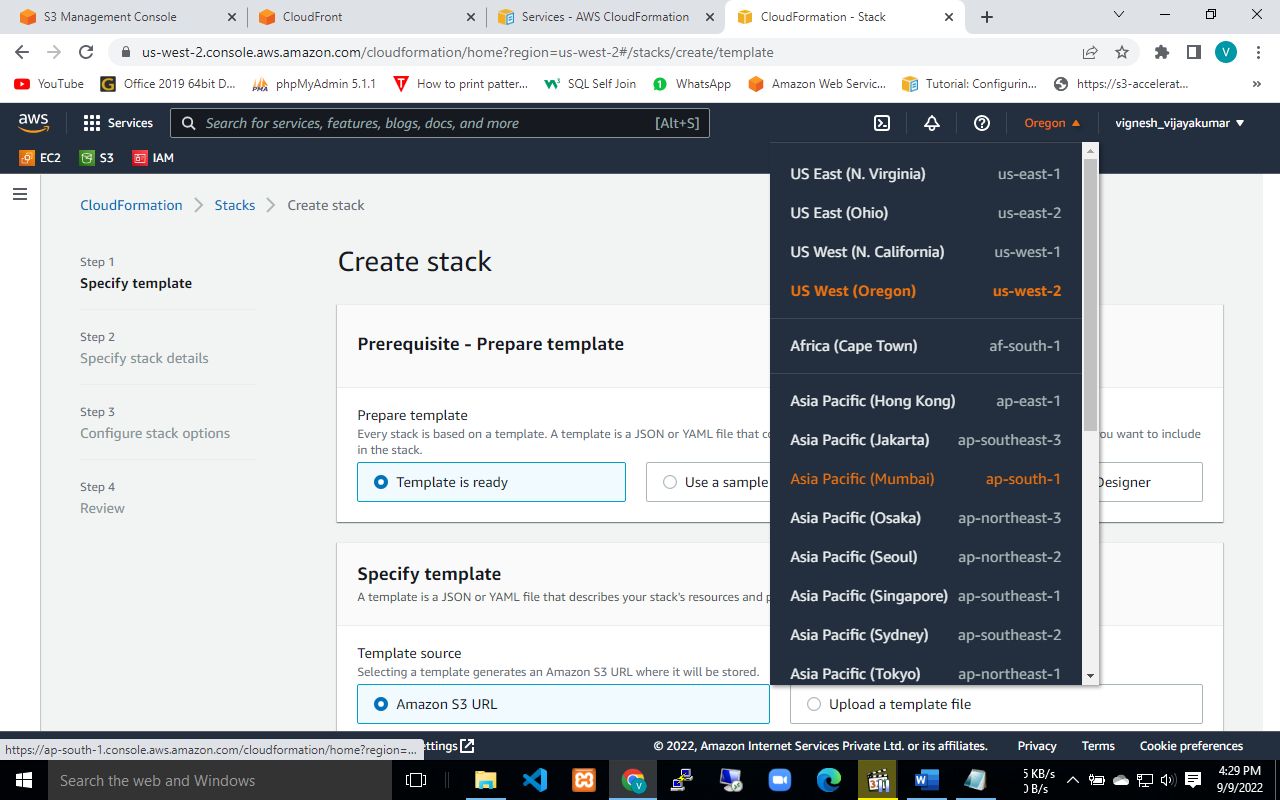 S3 Management Console
CloudFront
Services - AWS CloudFormation
CloudFormation - Stack
us-west-2.console.aws.amazon.com/cloudformation/home?region=us-west-2#/stacks/create/template
V
YouTube
Office 2019 64bit D...
phpMyAdmin 5.1.1
How to print patter...
SQL Self Join
WhatsApp
Amazon Web Servic...
Tutorial: Configurin...
https://s3-accelerat...
»
aws
Services
Search for services, features, blogs, docs, and more [Alt+S]
Oregon
vignesh_vijayakumar
EC2
S3
IAM
CloudFormation > Stacks > Create stack
Step 1
Specify template
Step 2
Specify stack details
Step 3
Configure stack options
Step 4
Review
Create stack
Prerequisite - Prepare template
Prepare template
Every stack is based on a template. A template is a JSON or YAML file that co
ou want to include
in the stack.
Template is ready
Use a sample
Designer
Specify template
A template is a JSON or YAML file that describes your stack's resources and p
Template source
Selecting a template generates an Amazon S3 URL where it will be stored.
Amazon S3 URL
Upload a template file
US East (N. Virginia) us-east-1
US East (Ohio) us-east-2
US West (N. California) us-west-1
US West (Oregon) us-west-2
Africa (Cape Town) af-south-1
Asia Pacific (Hong Kong) ap-east-1
Asia Pacific (Jakarta) ap-southeast-3
Asia Pacific (Mumbai) ap-south-1
Asia Pacific (Osaka) ap-northeast-3
Asia Pacific (Seoul) ap-northeast-2
Asia Pacific (Singapore) ap-southeast-1
Asia Pacific (Sydney) ap-southeast-2
Asia Pacific (Tokyo) ap-northeast-1
https://ap-south-1.console.aws.amazon.com/cloudformation/home?region=...
ettings
© 2022, Amazon Internet Services Private Ltd. or its affiliates.
Privacy
Terms
Cookie preferences
Search the web and Windows
5 KB/s
0 B/s
4:29 PM
9/9/2022